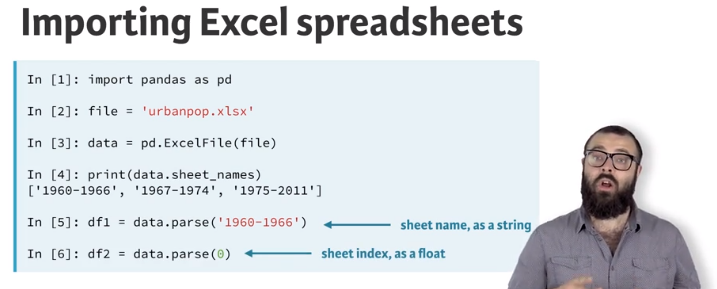 Importing Excel spreadsheets
In [1]: import pandas as pd
In [2]: file = 'urbanpop.xlsx'
In [3]: data = pd.ExcelFile(file)
In [4]: print(data.sheet_names)
['1960-1966', '1967-1974', '1975-2011']
In [5]: df1 = data.parse('1960-1966')
sheet name, as a string
In [6]: df2 = data.parse(0)
sheet index, as a float